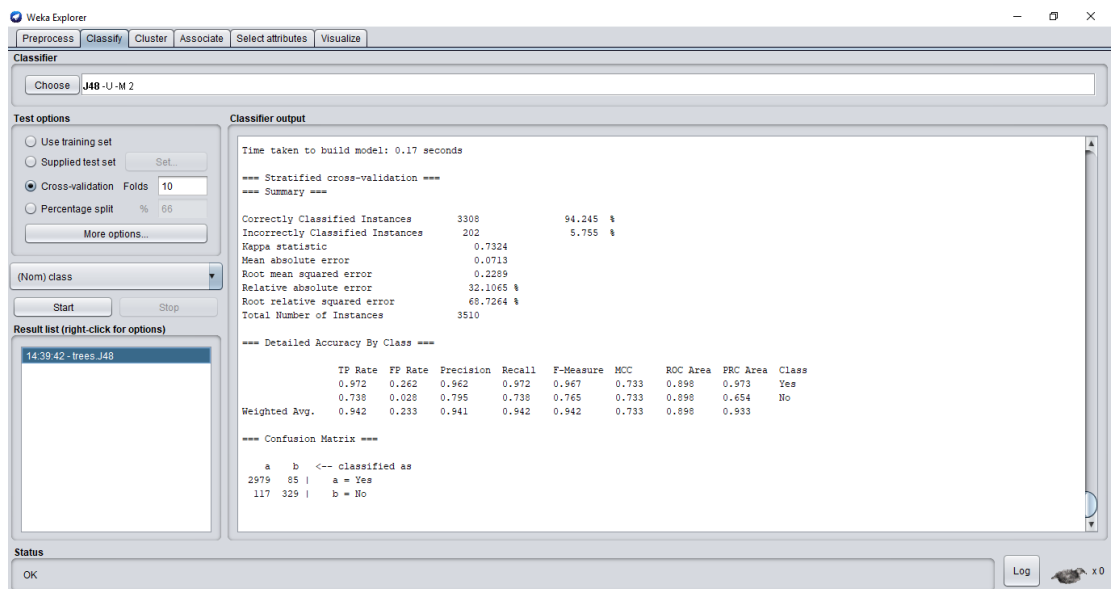 Weka Explorer
Preprocess Classify Cluster Associate Select attributes Visualize
Classifier
Choose J48 -U -M 2
Test options
Use training set
Supplied test set Set...
Cross-validation Folds 10
Percentage split % 66
More options...
(Nom) class
Start Stop
Result list (right-click for options)
14:39:42 - trees.J48
Classifier output
Time taken to build model: 0.17 seconds
=== Stratified cross-validation ===
=== Summary ===
Correctly Classified Instances 3308 94.245 %
Incorrectly Classified Instances 202 5.755 %
Kappa statistic 0.7324
Mean absolute error 0.0713
Root mean squared error 0.2289
Relative absolute error 32.1065 %
Root relative squared error 68.7264 %
Total Number of Instances 3510
=== Detailed Accuracy By Class ===
TP Rate FP Rate Precision Recall F-Measure MCC ROC Area PRC Area Class
0.972 0.262 0.962 0.972 0.967 0.733 0.898 0.973 Yes
0.738 0.028 0.795 0.738 0.765 0.733 0.898 0.654 No
Weighted Avg. 0.942 0.233 0.941 0.942 0.942 0.733 0.898 0.933
=== Confusion Matrix ===
a b <-- classified as
2979 85 | a = Yes
117 329 | b = No
Status
OK
Log
x 0